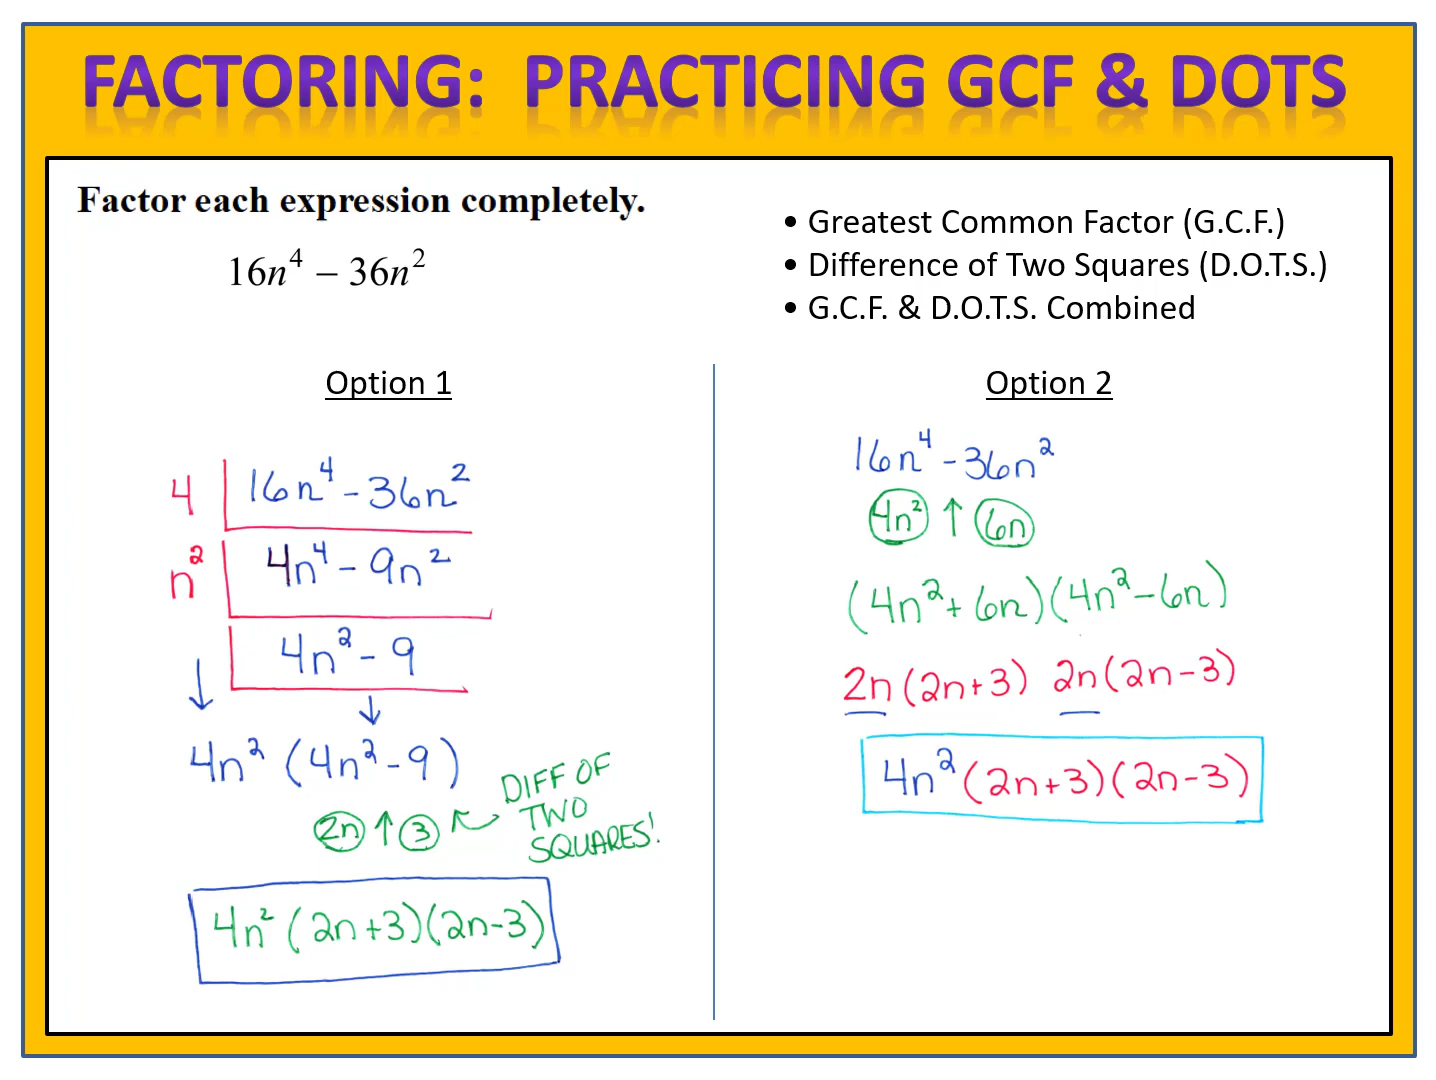 FACTORING: PRACTICING GCF & DOTS
Factor each expression completely.
16n⁴ – 36n²
• Greatest Common Factor (G.C.F.)
• Difference of Two Squares (D.O.T.S.)
• G.C.F. & D.O.T.S. Combined
Option 1
4 16n⁴ - 36n²
n² 4n⁴ - 9n²
4n² - 9
↓ ↓
4n² (4n² - 9)
2n ↑ 3
DIFF OF
TWO
SQUARES!
4n² (2n + 3)(2n - 3)
Option 2
16n⁴ - 36n²
4n² ↑ 6n
(4n² + 6n)(4n² - 6n)
2n (2n + 3) 2n (2n - 3)
4n² (2n + 3)(2n - 3)